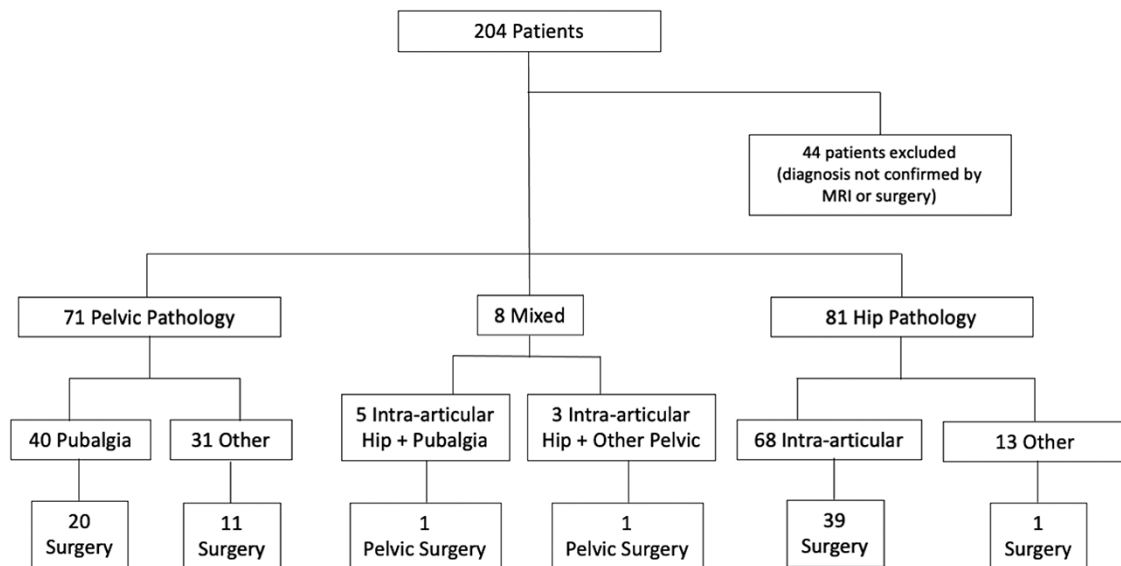 204 Patients
44 patients excluded
(diagnosis not confirmed by
MRI or surgery)
71 Pelvic Pathology
8 Mixed
81 Hip Pathology
40 Pubalgia
31 Other
5 Intra-articular
Hip + Pubalgia
3 Intra-articular
Hip + Other Pelvic
68 Intra-articular
13 Other
20
Surgery
11
Surgery
1
Pelvic Surgery
1
Pelvic Surgery
39
Surgery
1
Surgery